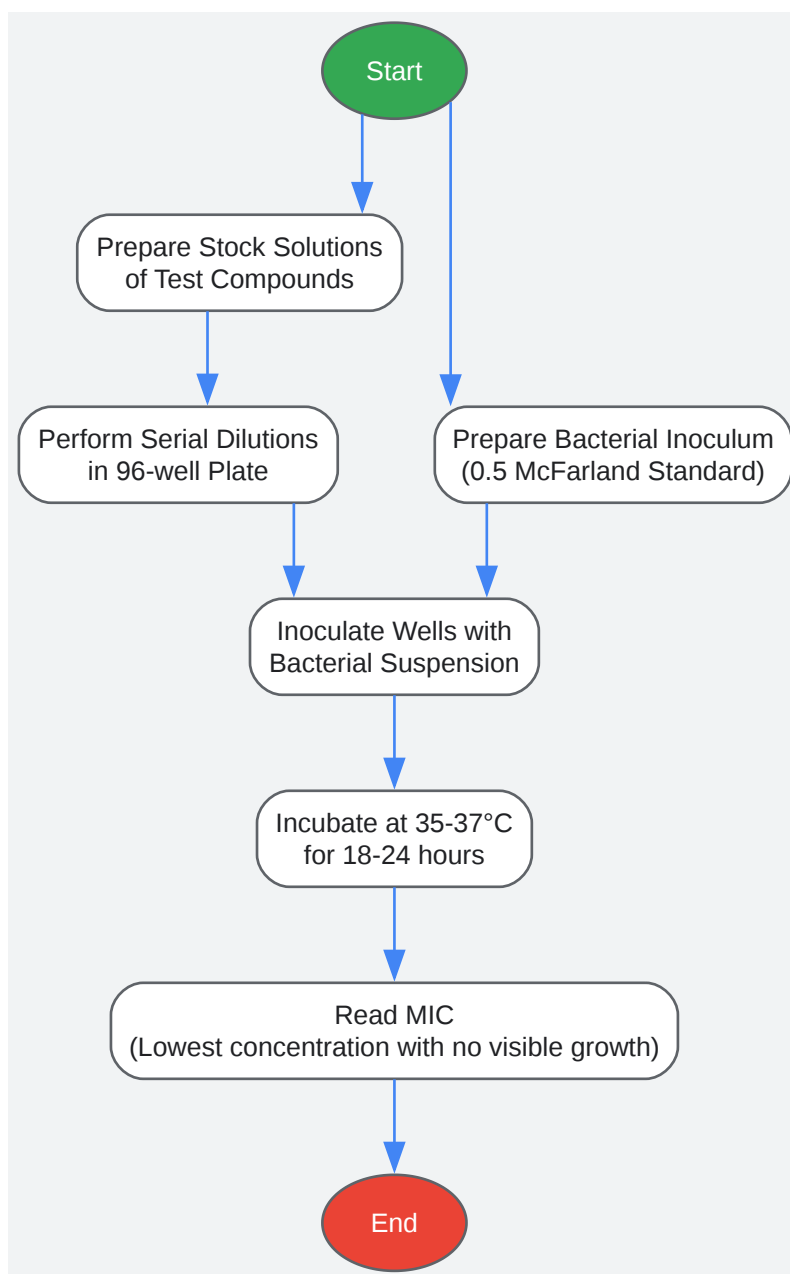 Start
Prepare Stock Solutions
of Test Compounds
Perform Serial Dilutions
in 96-well Plate
Prepare Bacterial Inoculum
(0.5 McFarland Standard)
Inoculate Wells with
Bacterial Suspension
Incubate at 35-37°C
for 18-24 hours
Read MIC
(Lowest concentration with no visible growth)
End